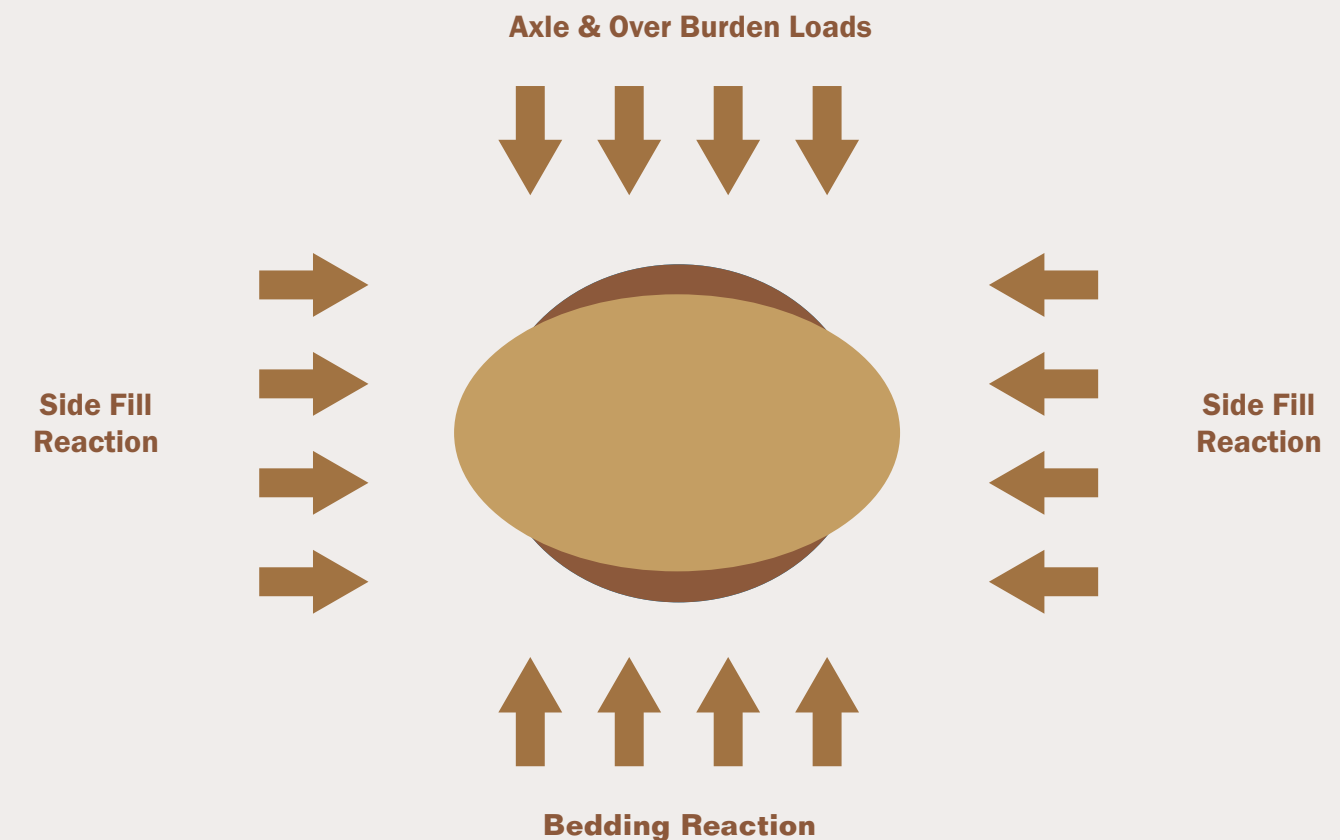 Axle & Over Burden Loads
Side Fill
Reaction
Side Fill
Reaction
Bedding Reaction